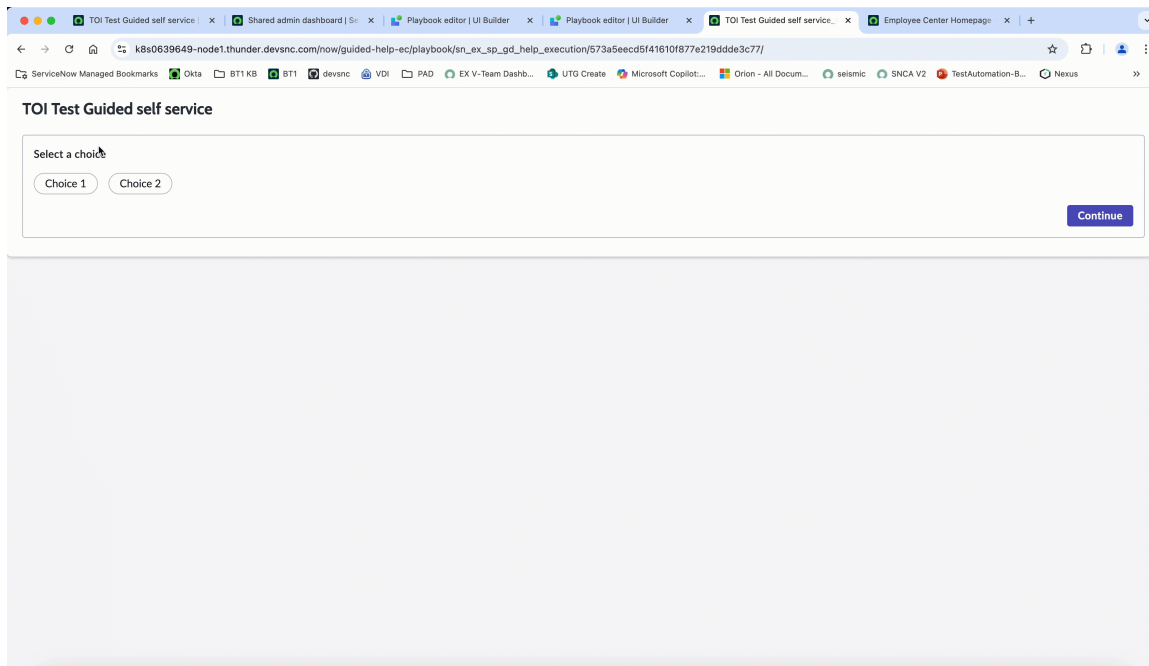 TOI Test Guided self service
Shared admin dashboard | Se
Playbook editor | UI Builder
Playbook editor | UI Builder
TOI Test Guided self service_
Employee Center Homepage
k8s0639649-node1.thunder.devsnc.com/now/guided-help-ec/playbook/sn_ex_sp_gd_help_execution/573a5eecd5f41610f877e219ddde3c77/
ServiceNow Managed Bookmarks Okta BT1 KB BT1 devsnc VDI PAD EX V-Team Dashb... UTG Create Microsoft Copilot:... Orion - All Docum... seismic SNCA V2 TestAutomation-B... Nexus
TOI Test Guided self service
Select a choice
Choice 1 Choice 2
Continue